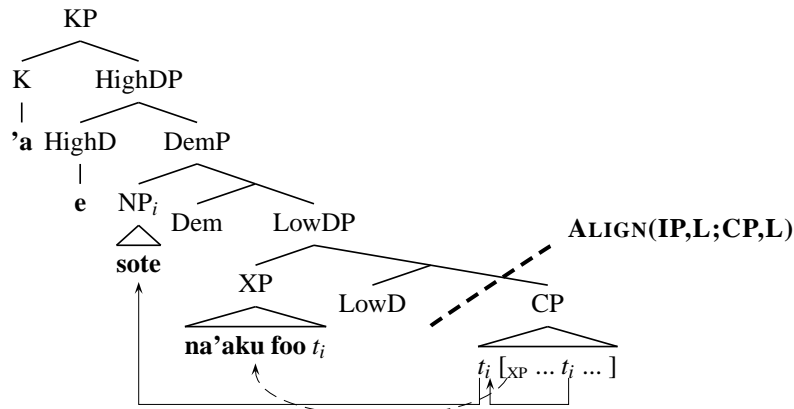 KP
K HighDP
'a HighD DemP
e NPᵢ Dem LowDP
ALIGN(IP,L;CP,L)
sote XP LowD CP
na'aku foo tᵢ
tᵢ [XP ... tᵢ ... ]